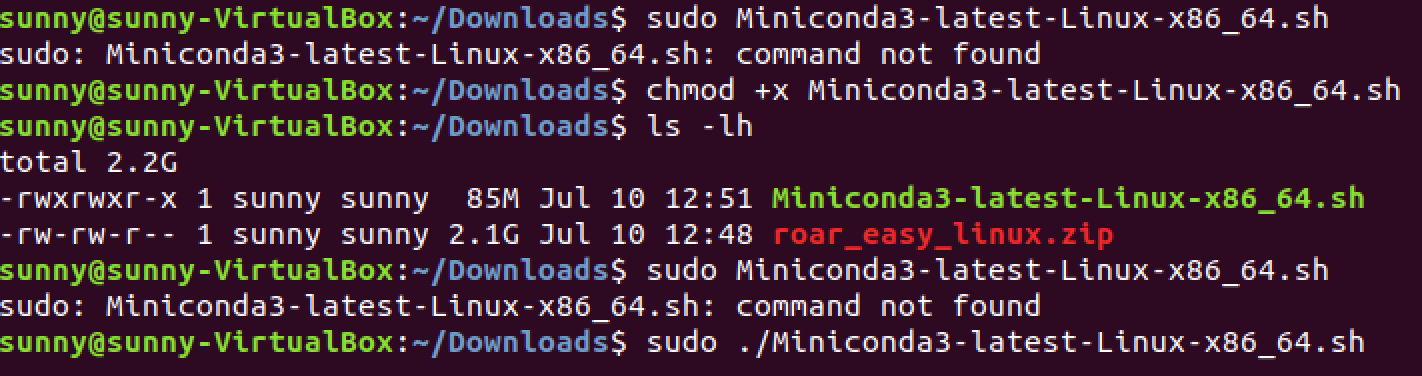 sunny@sunny-VirtualBox:~/Downloads$ sudo Miniconda3-latest-Linux-x86_64.sh
sudo: Miniconda3-latest-Linux-x86_64.sh: command not found
sunny@sunny-VirtualBox:~/Downloads$ chmod +x Miniconda3-latest-Linux-x86_64.sh
sunny@sunny-VirtualBox:~/Downloads$ ls -lh
total 2.2G
-rwxrwxr-x 1 sunny sunny  85M Jul 10 12:51 Miniconda3-latest-Linux-x86_64.sh
-rw-rw-r-- 1 sunny sunny 2.1G Jul 10 12:48 roar_easy_linux.zip
sunny@sunny-VirtualBox:~/Downloads$ sudo Miniconda3-latest-Linux-x86_64.sh
sudo: Miniconda3-latest-Linux-x86_64.sh: command not found
sunny@sunny-VirtualBox:~/Downloads$ sudo ./Miniconda3-latest-Linux-x86_64.sh